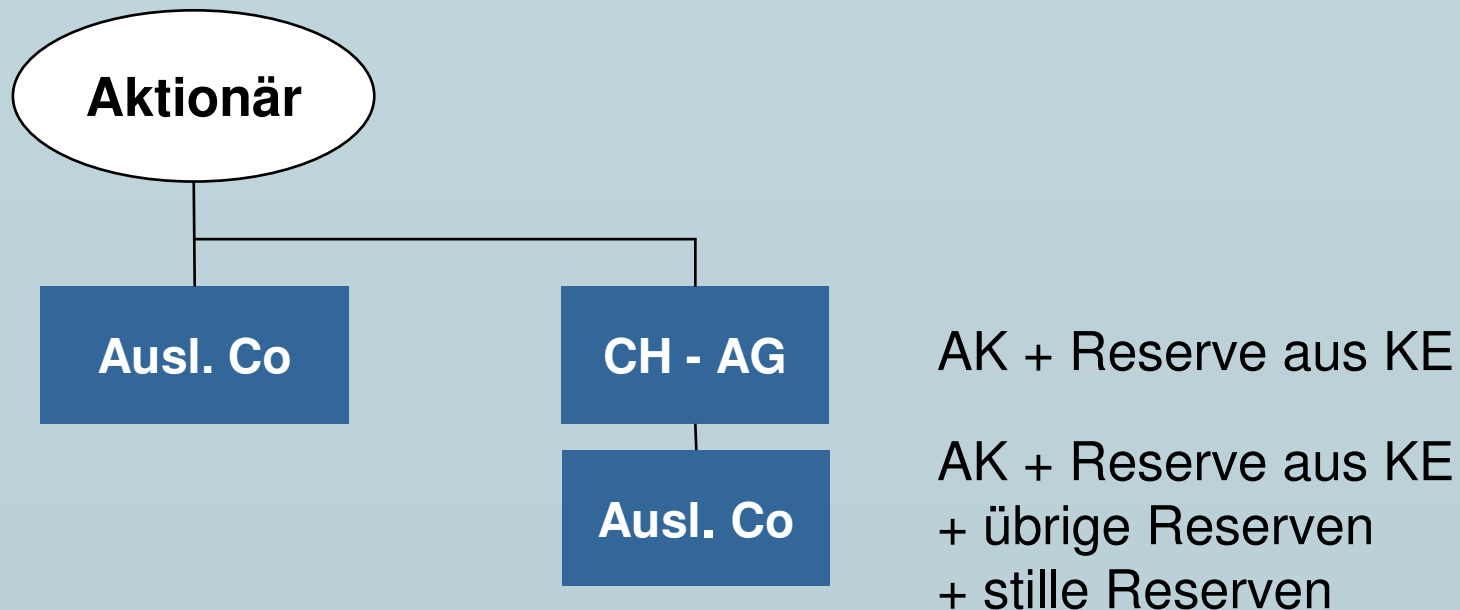 Aktionär
Ausl. Co
CH - AG
AK + Reserve aus KE
Ausl. Co
AK + Reserve aus KE
+ übrige Reserven
+ stille Reserven